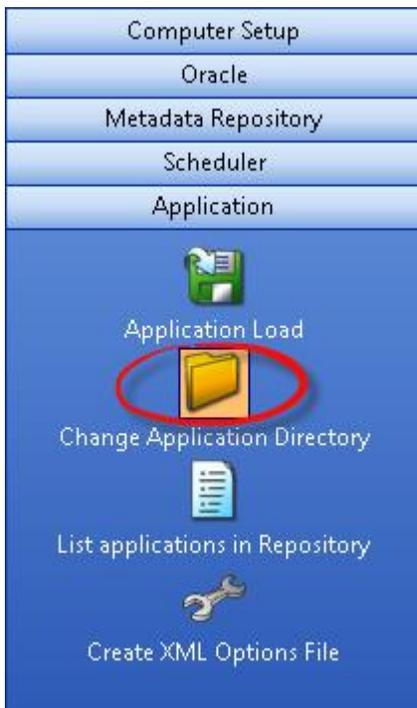 Computer Setup
Oracle
Metadata Repository
Scheduler
Application
Application Load
Change Application Directory
List applications in Repository
Create XML Options File